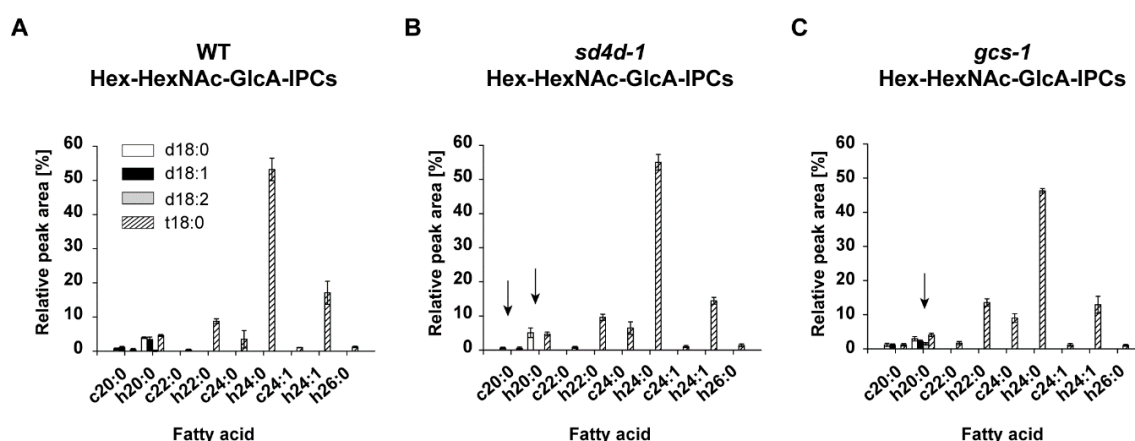 A
WT
Hex-HexNAc-GlcA-IPCs
Relative peak area [%]
60
50
40
30
20
10
0
d18:0
d18:1
d18:2
t18:0
c20:0
h20:0
c22:0
h22:0
c24:0
h24:0
c24:1
h24:1
h26:0
Fatty acid
B
sd4d-1
Hex-HexNAc-GlcA-IPCs
Relative peak area [%]
60
50
40
30
20
10
0
c20:0
h20:0
c22:0
h22:0
c24:0
h24:0
c24:1
h24:1
h26:0
Fatty acid
C
gcs-1
Hex-HexNAc-GlcA-IPCs
Relative peak area [%]
60
50
40
30
20
10
0
c20:0
h20:0
c22:0
h22:0
c24:0
h24:0
c24:1
h24:1
h26:0
Fatty acid